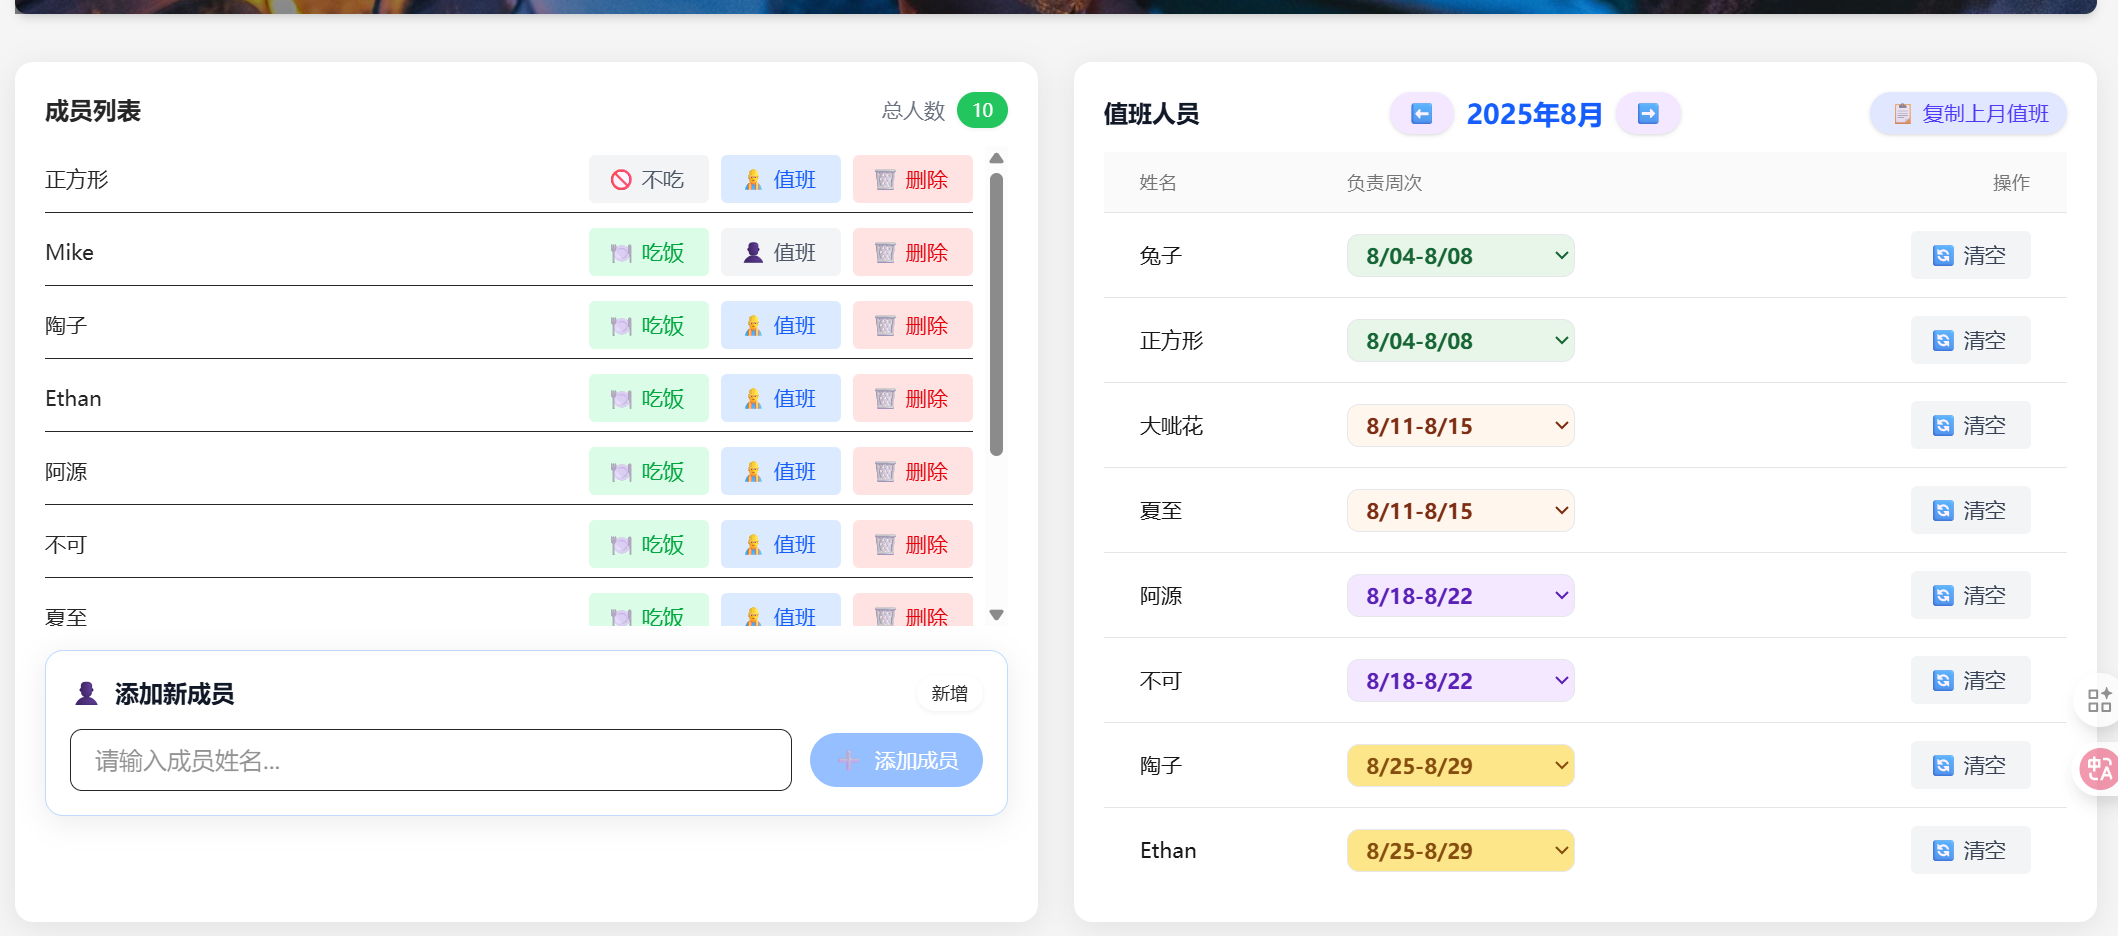 成员列表
总人数 10
正方形 不吃 值班 删除
Mike 吃饭 值班 删除
陶子 吃饭 值班 删除
Ethan 吃饭 值班 删除
阿源 吃饭 值班 删除
不可 吃饭 值班 删除
夏至 吃饭 值班 删除
添加新成员
新增
请输入成员姓名...
添加成员
值班人员
2025年8月
复制上月值班
姓名 负责周次 操作
兔子 8/04-8/08 清空
正方形 8/04-8/08 清空
大呲花 8/11-8/15 清空
夏至 8/11-8/15 清空
阿源 8/18-8/22 清空
不可 8/18-8/22 清空
陶子 8/25-8/29 清空
Ethan 8/25-8/29 清空
中A